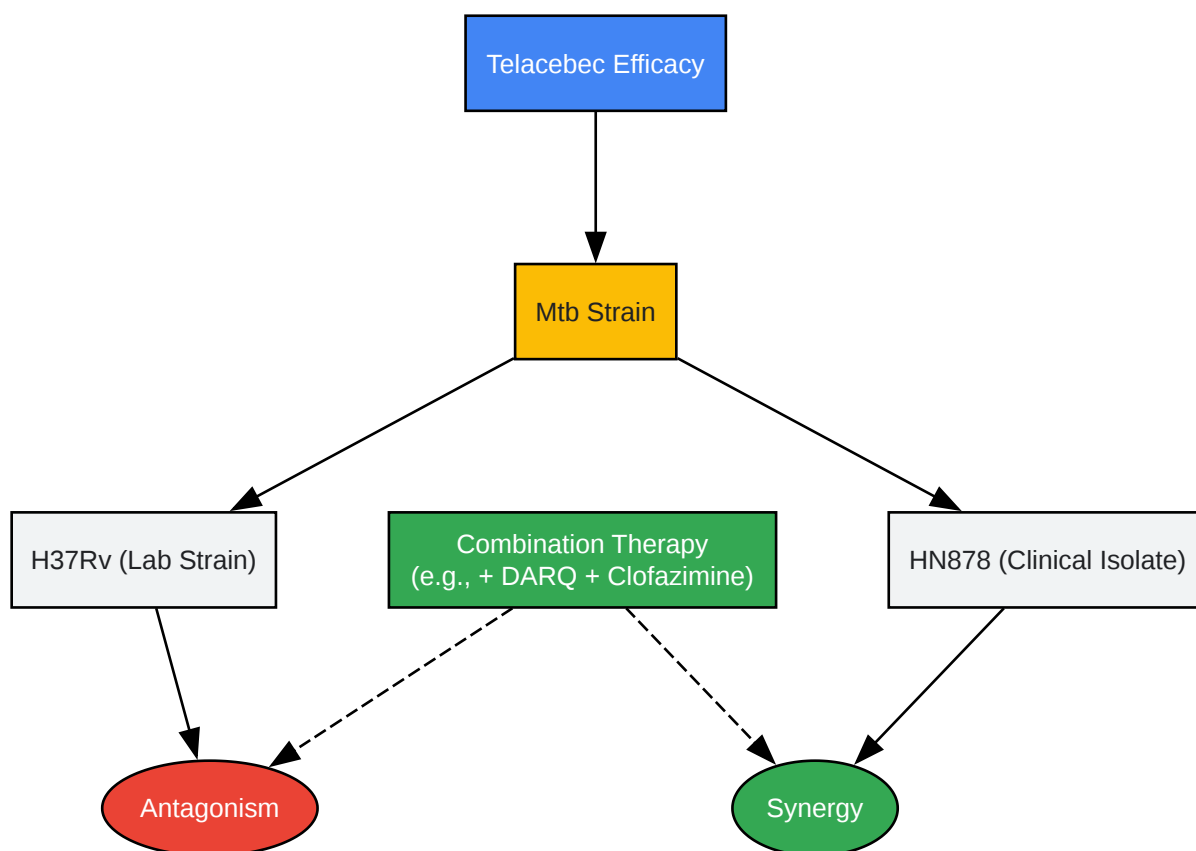 Telacebec Efficacy
Mtb Strain
H37Rv (Lab Strain)
Combination Therapy
(e.g., + DARQ + Clofazimine)
HN878 (Clinical Isolate)
Antagonism
Synergy